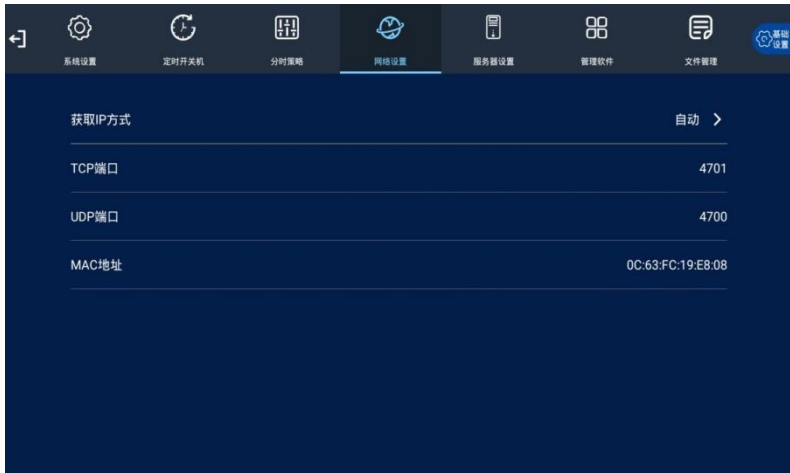 系统设置
定时开关机
分时策略
网络设置
服务器设置
管理软件
文件管理
基础
设置
获取IP方式 自动
TCP端口 4701
UDP端口 4700
MAC地址 0C:63:FC:19:E8:08